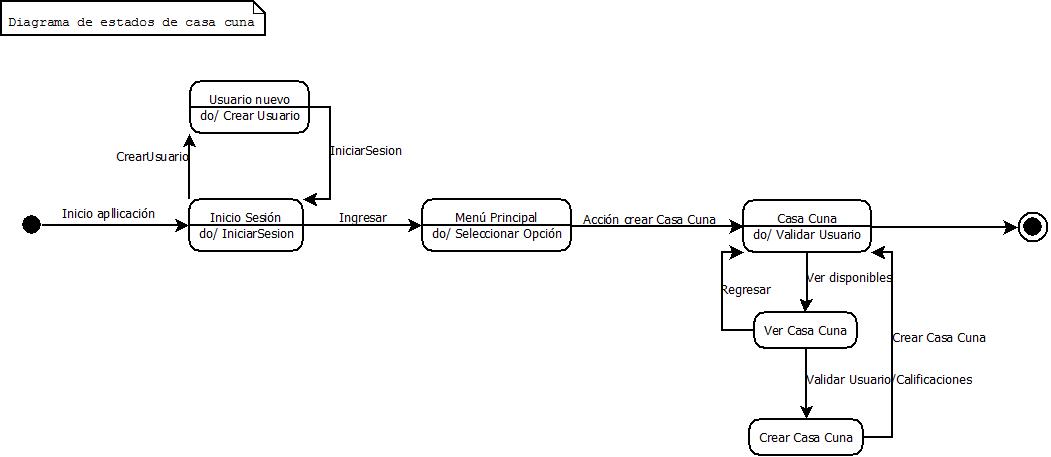 Diagrama de estados de casa cuna
Usuario nuevo
do/ Crear Usuario
CrearUsuario
IniciarSesion
Inicio apllicación
Inicio Sesión
do/ IniciarSesion
Ingresar
Menú Principal
do/ Seleccionar Opción
Acción crear Casa Cuna
Casa Cuna
do/ Validar Usuario
Ver disponibles
Regresar
Ver Casa Cuna
Crear Casa Cuna
Validar Usuario/Calificaciones
Crear Casa Cuna